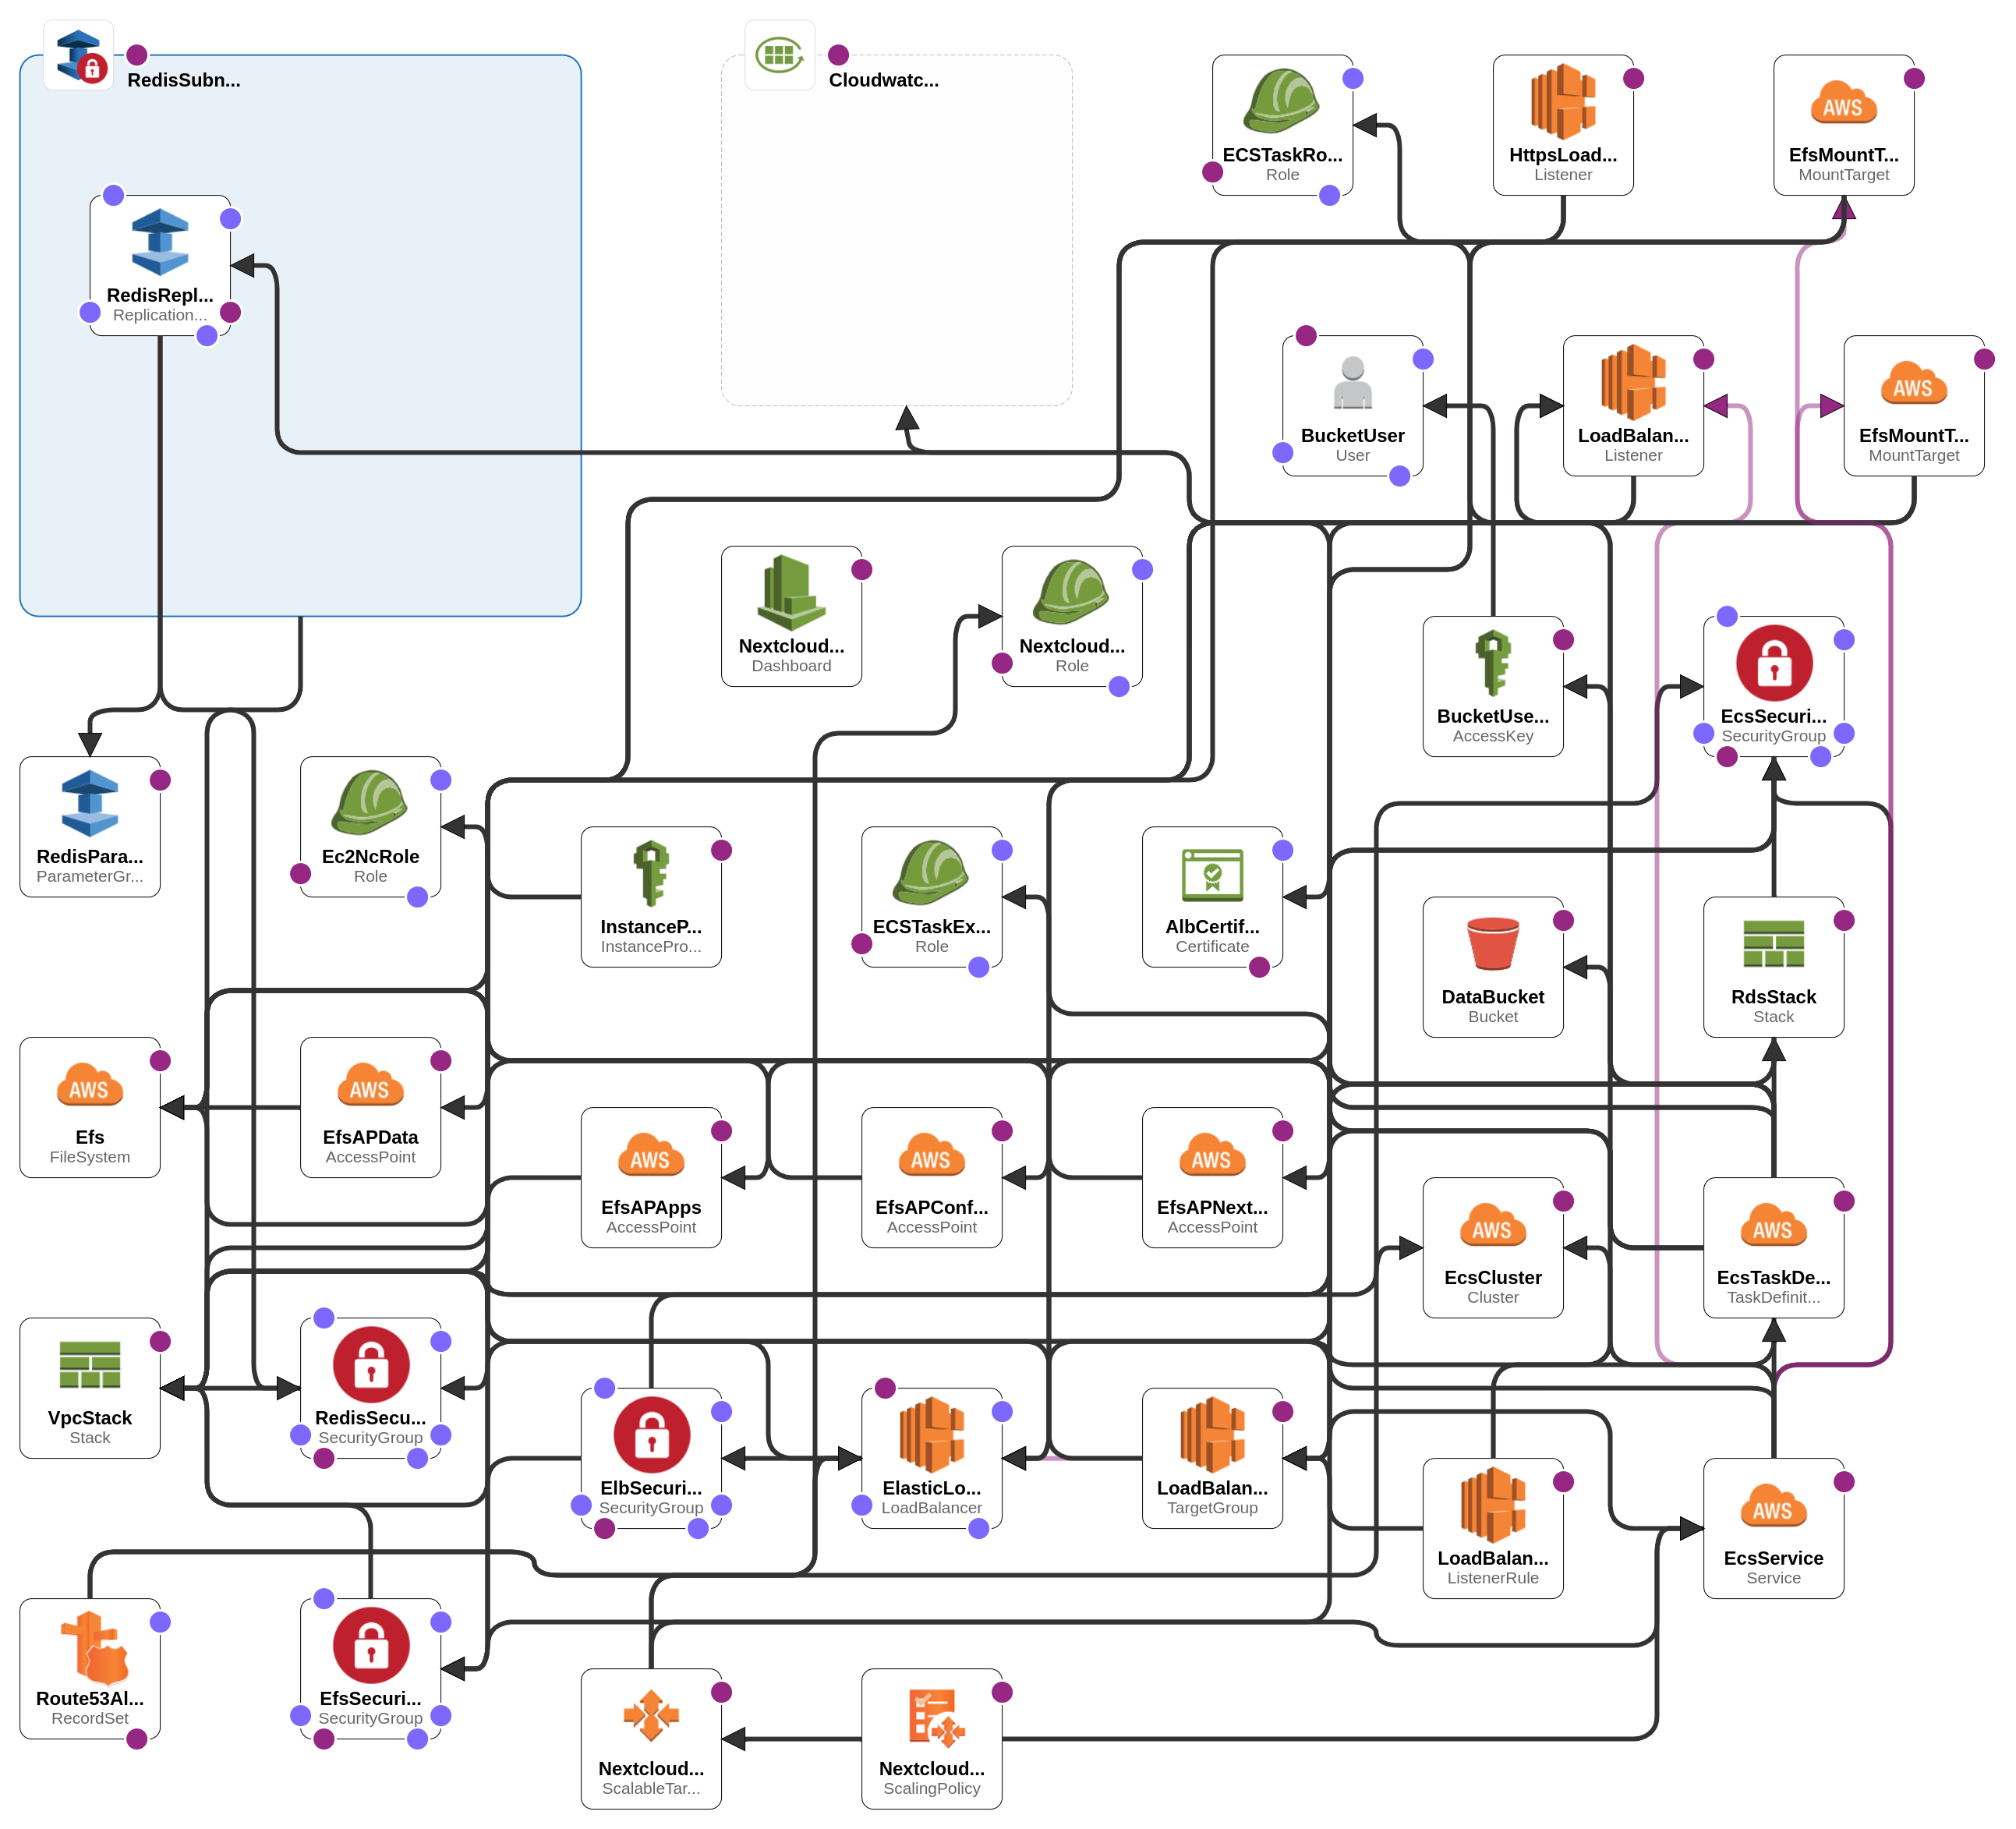 RedisSubn...
Cloudwatc...
ECSTaskRo...
Role
HttpsLoad...
Listener
AWS
EfsMountT...
MountTarget
RedisRepl...
Replication...
BucketUser
User
LoadBalan...
Listener
AWS
EfsMountT...
MountTarget
Nextcloud...
Dashboard
Nextcloud...
Role
BucketUse...
AccessKey
EcsSecuri...
SecurityGroup
RedisPara...
ParameterGr...
Ec2NcRole
Role
InstanceP...
InstancePro...
ECSTaskEx...
Role
AlbCertif...
Certificate
DataBucket
Bucket
RdsStack
Stack
AWS
Efs
FileSystem
AWS
EfsAPData
AccessPoint
AWS
EfsAPApps
AccessPoint
AWS
EfsAPConf...
AccessPoint
AWS
EfsAPNext...
AccessPoint
AWS
EcsCluster
Cluster
AWS
EcsTaskDe...
TaskDefinit...
VpcStack
Stack
RedisSecu...
SecurityGroup
ElbSecuri...
SecurityGroup
ElasticLo...
LoadBalancer
LoadBalan...
TargetGroup
LoadBalan...
ListenerRule
AWS
EcsService
Service
Route53Al...
RecordSet
EfsSecuri...
SecurityGroup
Nextcloud...
ScalableTar...
Nextcloud...
ScalingPolicy